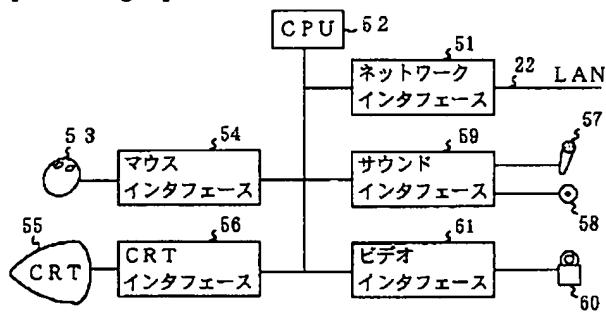 CPU 52
51
ネットワーク
インタフェース
22 LAN
53
54
マウス
インタフェース
59
サウンド
インタフェース
57
58
55
CRT
56
CRT
インタフェース
61
ビデオ
インタフェース
60